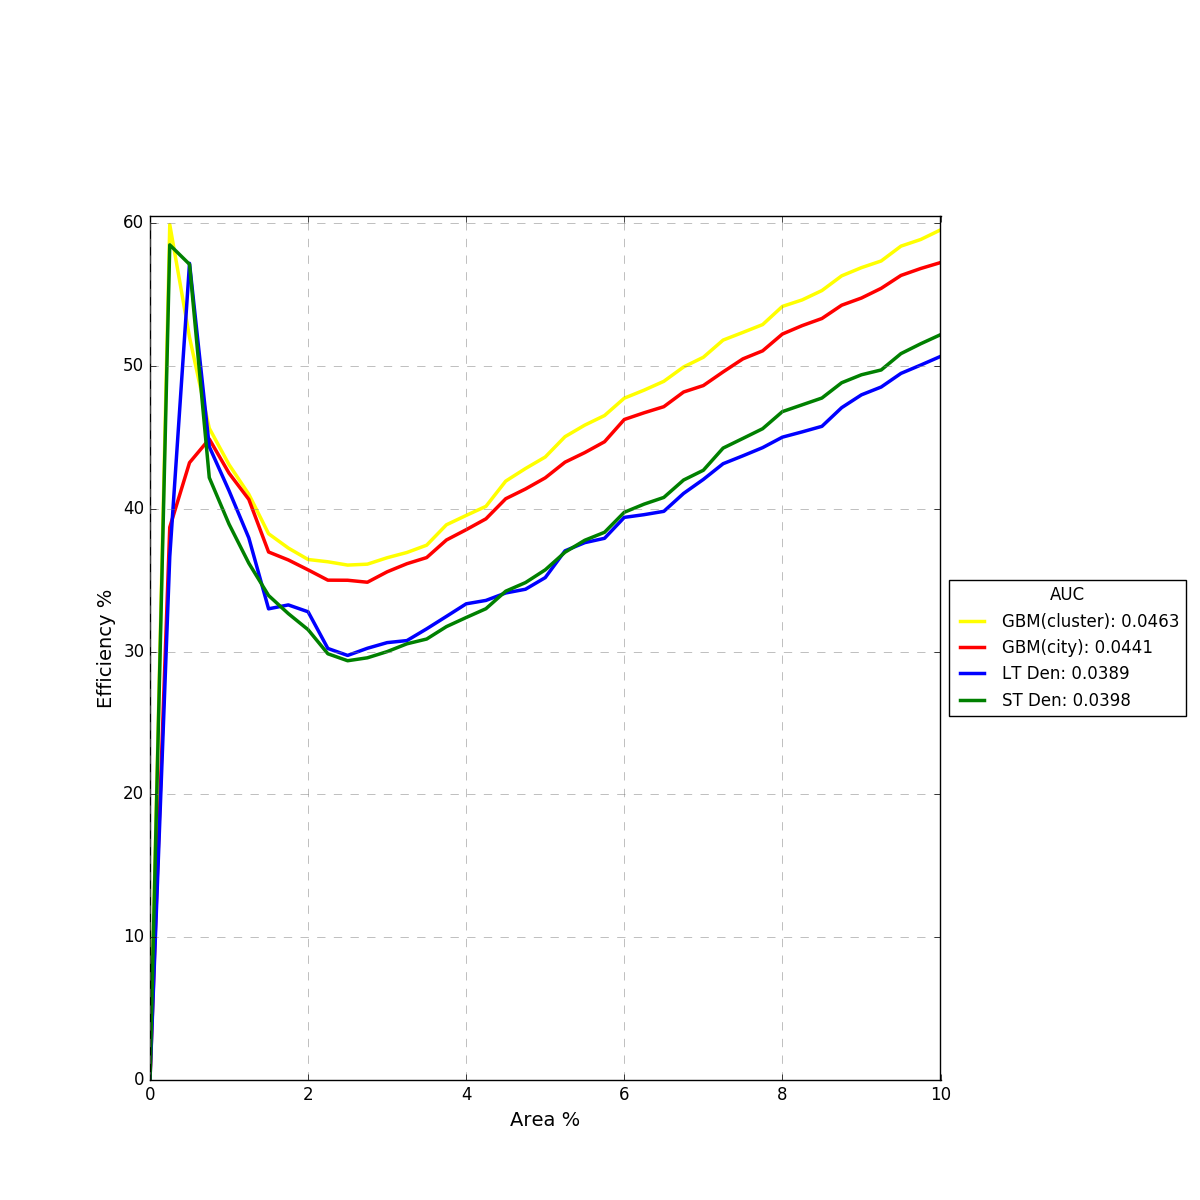 60
50
40
30
20
10
0
Efficiency %
0 2 4 6 8 10
Area %
AUC
GBM(cluster): 0.0463
GBM(city): 0.0441
LT Den: 0.0389
ST Den: 0.0398